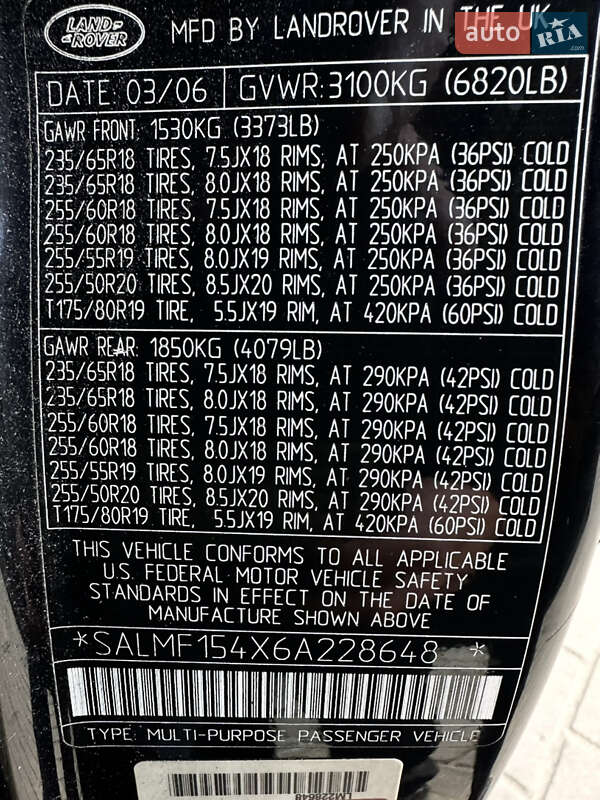 LAND-ROVER
MFD BY LANDROVER IN THE UK
auto RIA.com
DATE: 03/06 GVWR: 3100KG (6820LB)
GAWR FRONT: 1530KG (3373LB)
235/65R18 TIRES, 7.5JX18 RIMS, AT 250KPA (36PSI) COLD
235/65R18 TIRES, 8.0JX18 RIMS, AT 250KPA (36PSI) COLD
255/60R18 TIRES, 7.5JX18 RIMS, AT 250KPA (36PSI) COLD
255/60R18 TIRES, 8.0JX18 RIMS, AT 250KPA (36PSI) COLD
255/55R19 TIRES, 8.0JX19 RIMS, AT 250KPA (36PSI) COLD
255/50R20 TIRES, 8.5JX20 RIMS, AT 250KPA (36PSI) COLD
T175/80R19 TIRE, 5.5JX19 RIM, AT 420KPA (60PSI) COLD
GAWR REAR: 1850KG (4079LB)
235/65R18 TIRES, 7.5JX18 RIMS, AT 290KPA (42PSI) COLD
235/65R18 TIRES, 8.0JX18 RIMS, AT 290KPA (42PSI) COLD
255/60R18 TIRES, 7.5JX18 RIMS, AT 290KPA (42PSI) COLD
255/60R18 TIRES, 8.0JX18 RIMS, AT 290KPA (42PSI) COLD
255/55R19 TIRES, 8.0JX19 RIMS, AT 290KPA (42PSI) COLD
255/50R20 TIRES, 8.5JX20 RIMS, AT 290KPA (42PSI) COLD
T175/80R19 TIRE, 5.5JX19 RIM, AT 420KPA (60PSI) COLD
THIS VEHICLE CONFORMS TO ALL APPLICABLE
U.S. FEDERAL MOTOR VEHICLE SAFETY
STANDARDS IN EFFECT ON THE DATE OF
MANUFACTURE SHOWN ABOVE
*SALMF154X6A228648 *
TYPE: MULTI-PURPOSE PASSENGER VEHICLE
LM228648